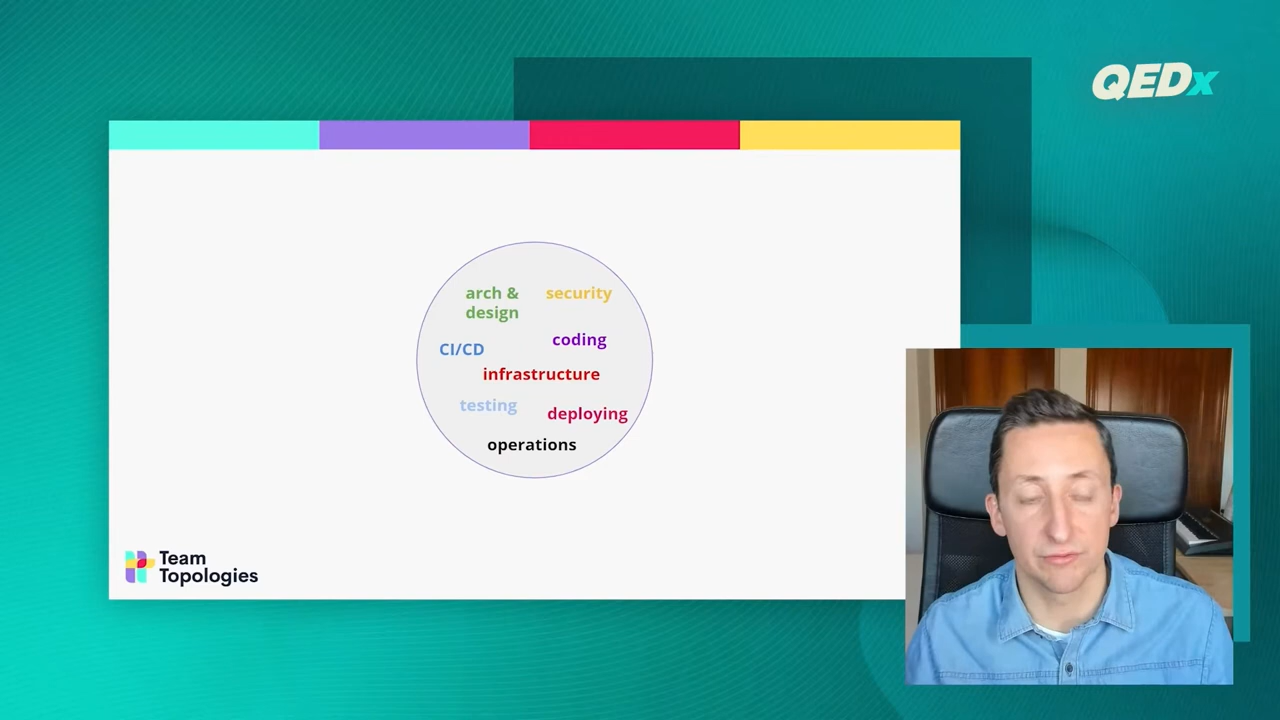 QEDx
arch &
design
security
coding
CI/CD
infrastructure
testing
deploying
operations
Team
Topologies